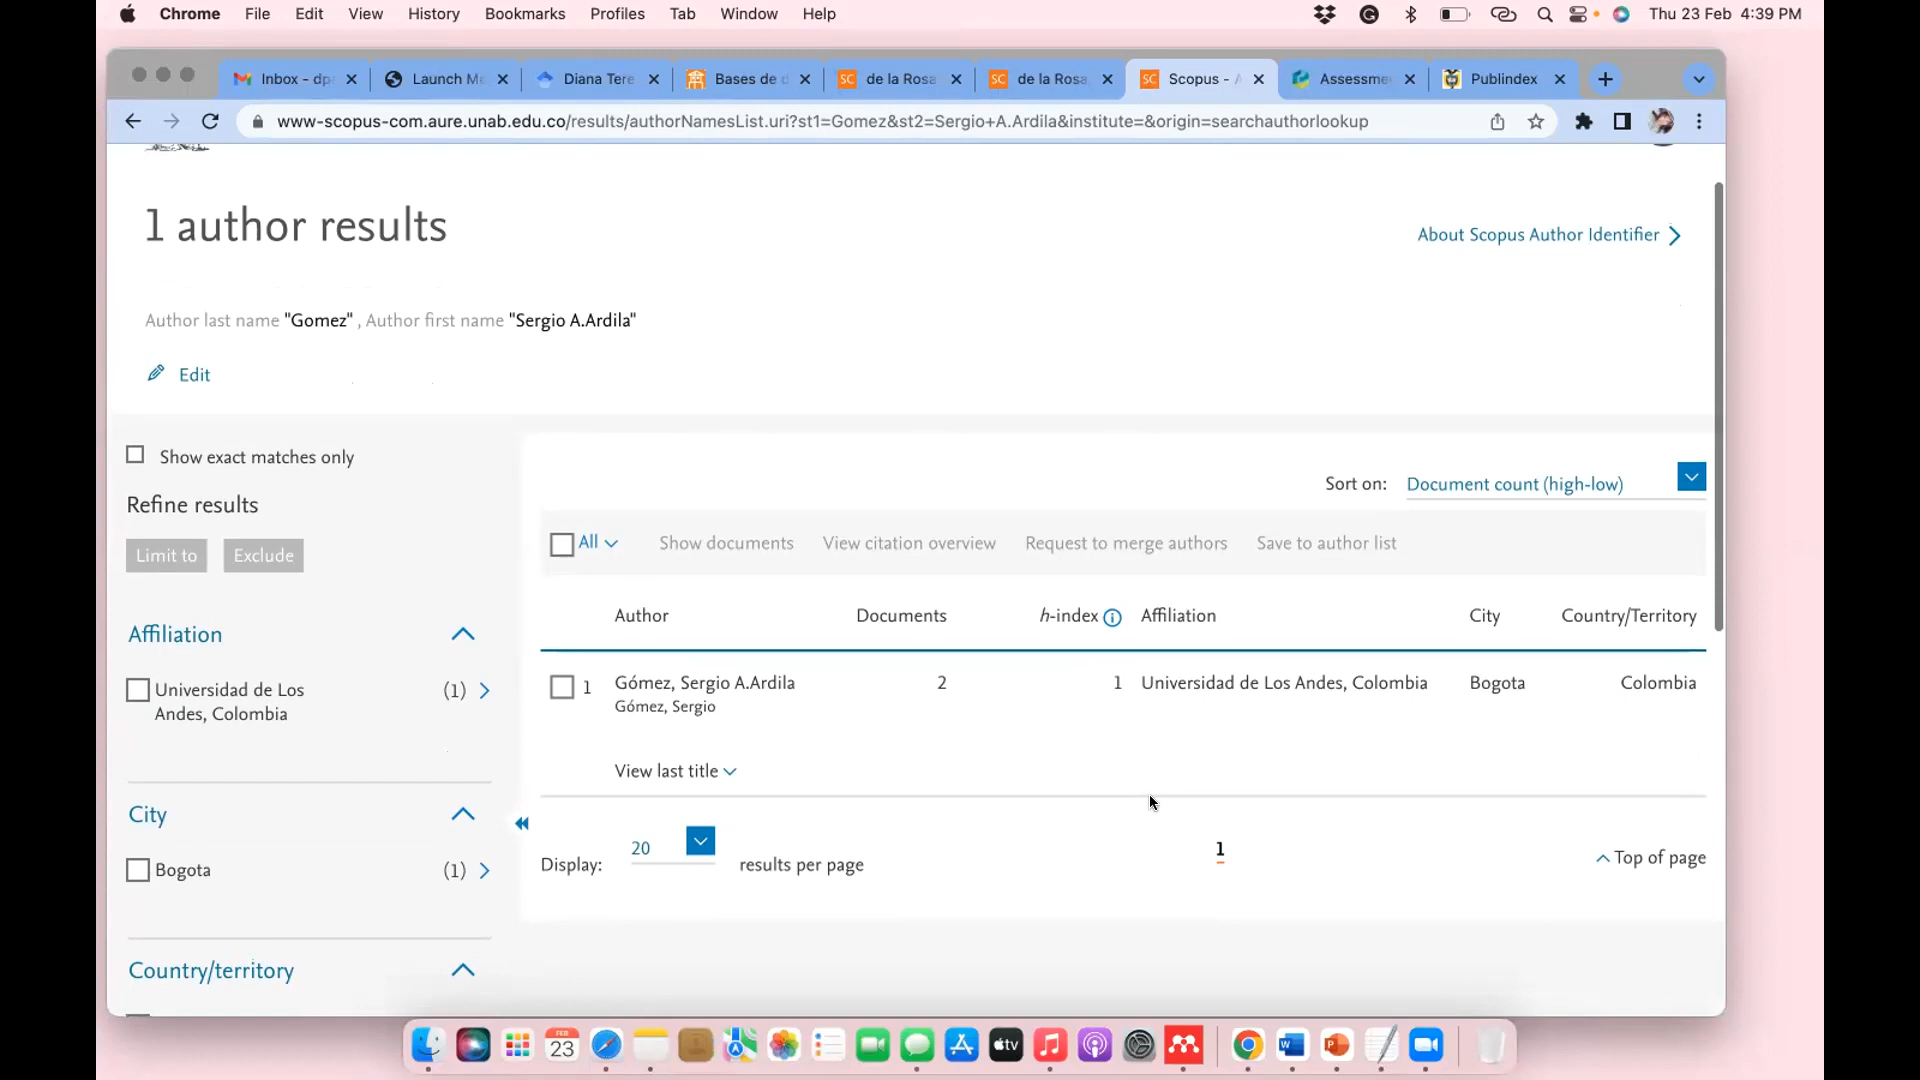 Chrome File Edit View History Bookmarks Profiles Tab Window Help Thu 23 Feb 4:39 PM
Inbox - dp Launch Me Diana Tere Bases de d de la Rosa de la Rosa, Scopus - A Assessme Publindex
www-scopus-com.aure.unab.edu.co/results/authorNamesList.uri?st1=Gomez&st2=Sergio+A.Ardila&institute=&origin=searchauthorlookup
1 author results
About Scopus Author Identifier
Author last name "Gomez" , Author first name "Sergio A.Ardila"
Edit
Show exact matches only
Refine results
Limit to Exclude
Affiliation
Universidad de Los (1)
Andes, Colombia
City
Bogota (1)
Country/territory
Sort on: Document count (high-low)
All Show documents View citation overview Request to merge authors Save to author list
Author Documents h-index Affiliation City Country/Territory
1 Gómez, Sergio A.Ardila 2 1 Universidad de Los Andes, Colombia Bogota Colombia
Gómez, Sergio
View last title
Display: 20 results per page 1 Top of page
FEB
23
tv
W
P